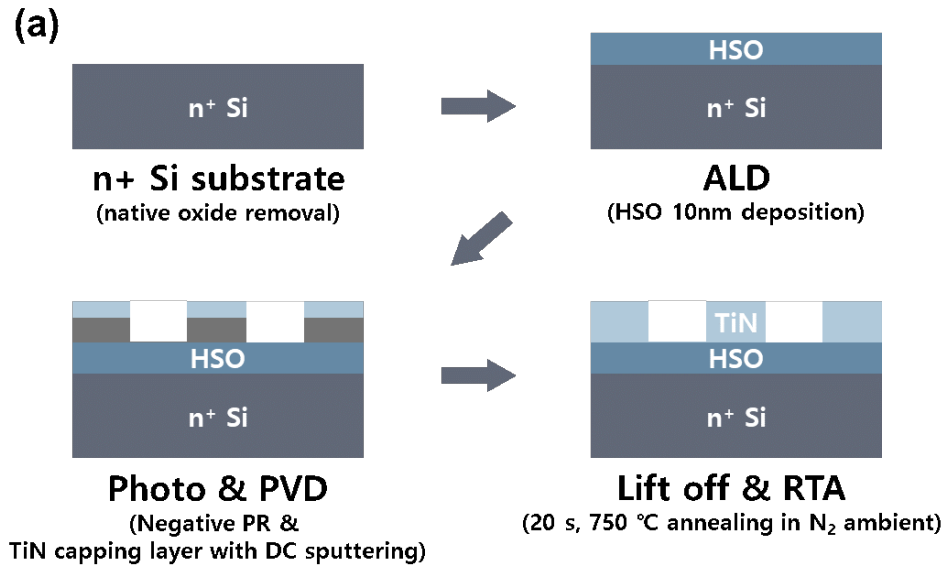 (a)
n⁺ Si
n+ Si substrate
(native oxide removal)
HSO
n⁺ Si
ALD
(HSO 10nm deposition)
HSO
n⁺ Si
Photo & PVD
(Negative PR &
TiN capping layer with DC sputtering)
TiN
HSO
n⁺ Si
Lift off & RTA
(20 s, 750 ℃ annealing in N₂ ambient)